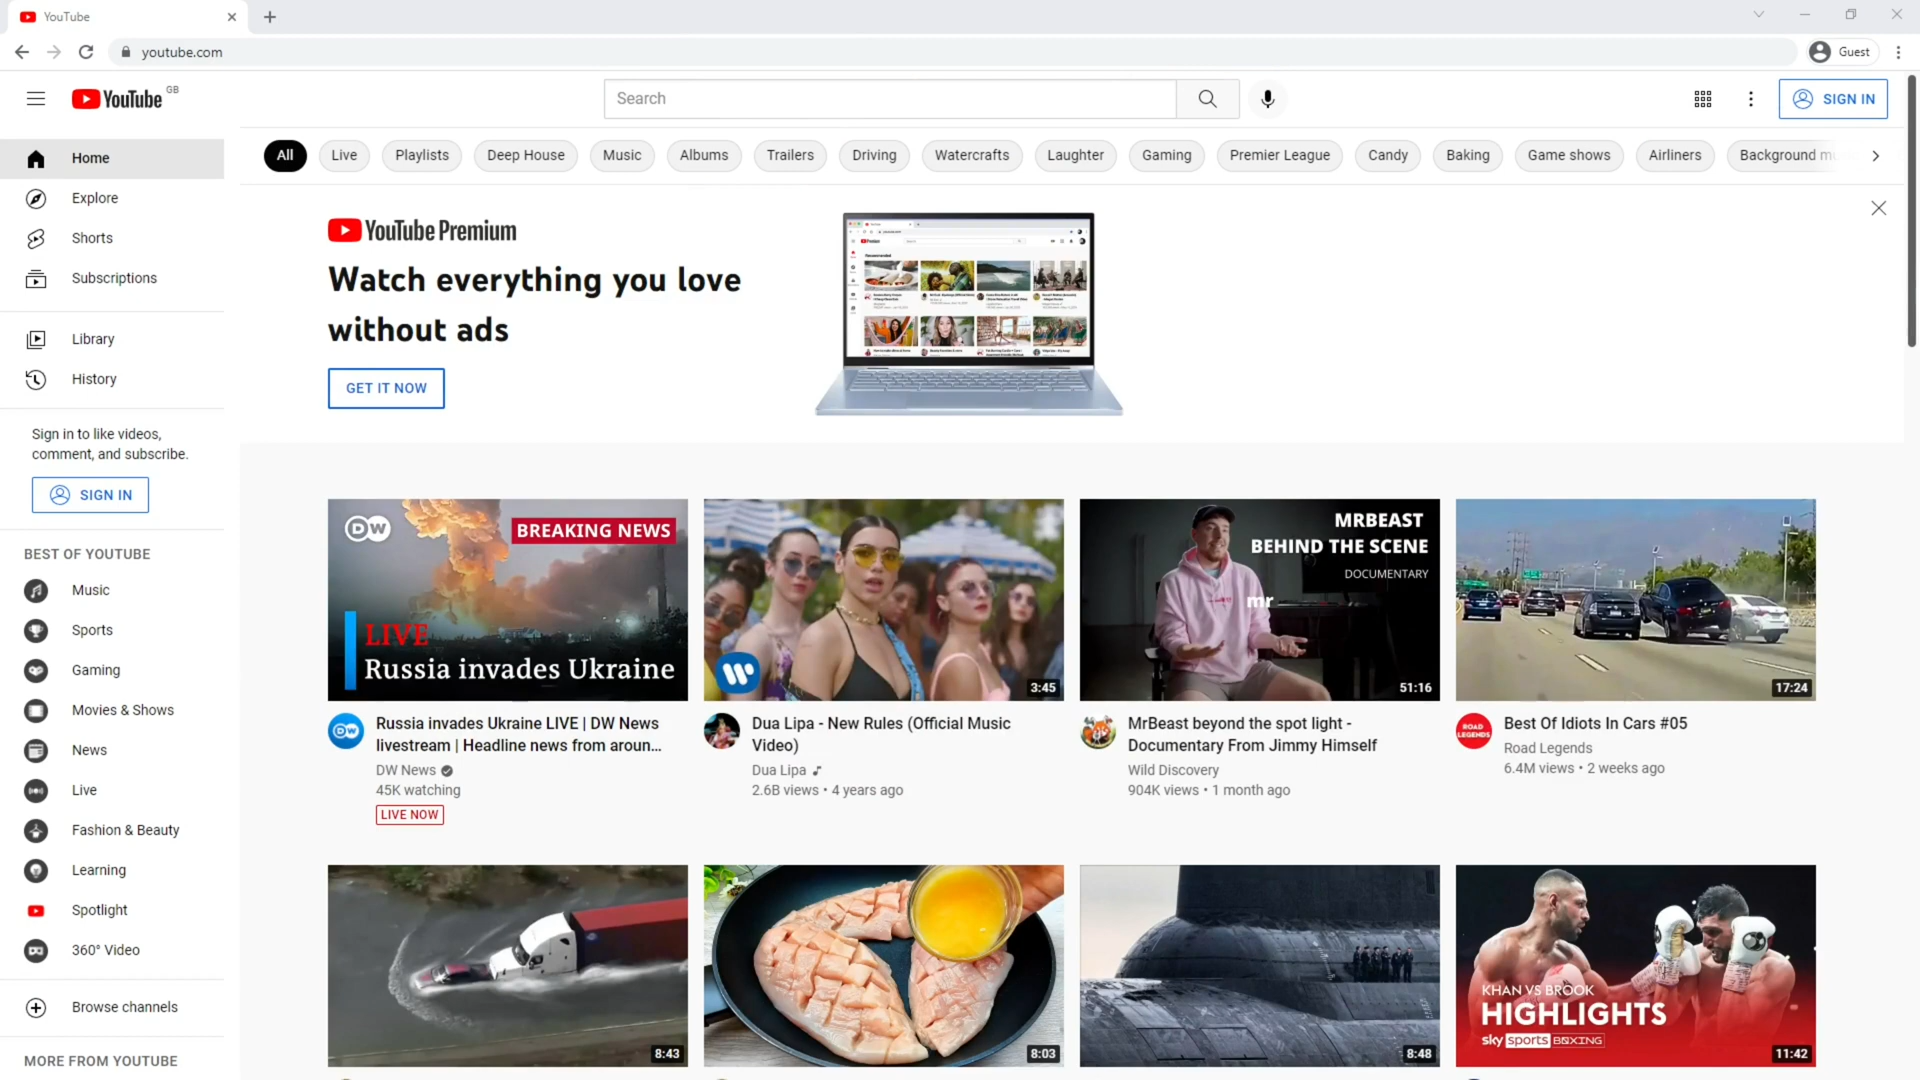 YouTube
youtube.com
Guest
YouTube GB
Search
SIGN IN
Home
Explore
Shorts
Subscriptions
Library
History
Sign in to like videos,
comment, and subscribe.
SIGN IN
BEST OF YOUTUBE
Music
Sports
Gaming
Movies & Shows
News
Live
Fashion & Beauty
Learning
Spotlight
360° Video
Browse channels
MORE FROM YOUTUBE
All Live Playlists Deep House Music Albums Trailers Driving Watercrafts Laughter Gaming Premier League Candy Baking Game shows Airliners Background
YouTube Premium
Watch everything you love
without ads
GET IT NOW
DW
BREAKING NEWS
LIVE
Russia invades Ukraine
Russia invades Ukraine LIVE | DW News
livestream | Headline news from aroun...
DW News
45K watching
LIVE NOW
3:45
Dua Lipa - New Rules (Official Music
Video)
Dua Lipa
2.6B views • 4 years ago
MRBEAST
BEHIND THE SCENE
DOCUMENTARY
mr
51:16
MrBeast beyond the spot light -
Documentary From Jimmy Himself
Wild Discovery
904K views • 1 month ago
17:24
ROAD
LEGENDS
Best Of Idiots In Cars #05
Road Legends
6.4M views • 2 weeks ago
8:43
8:03
8:48
KHAN VS BROOK
HIGHLIGHTS
sky sports BOXING
11:42